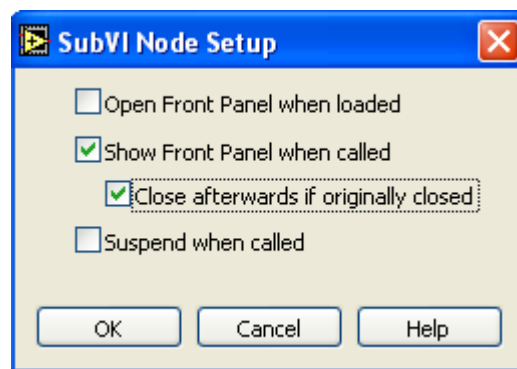 SubVI Node Setup
Open Front Panel when loaded
Show Front Panel when called
Close afterwards if originally closed
Suspend when called
OK Cancel Help